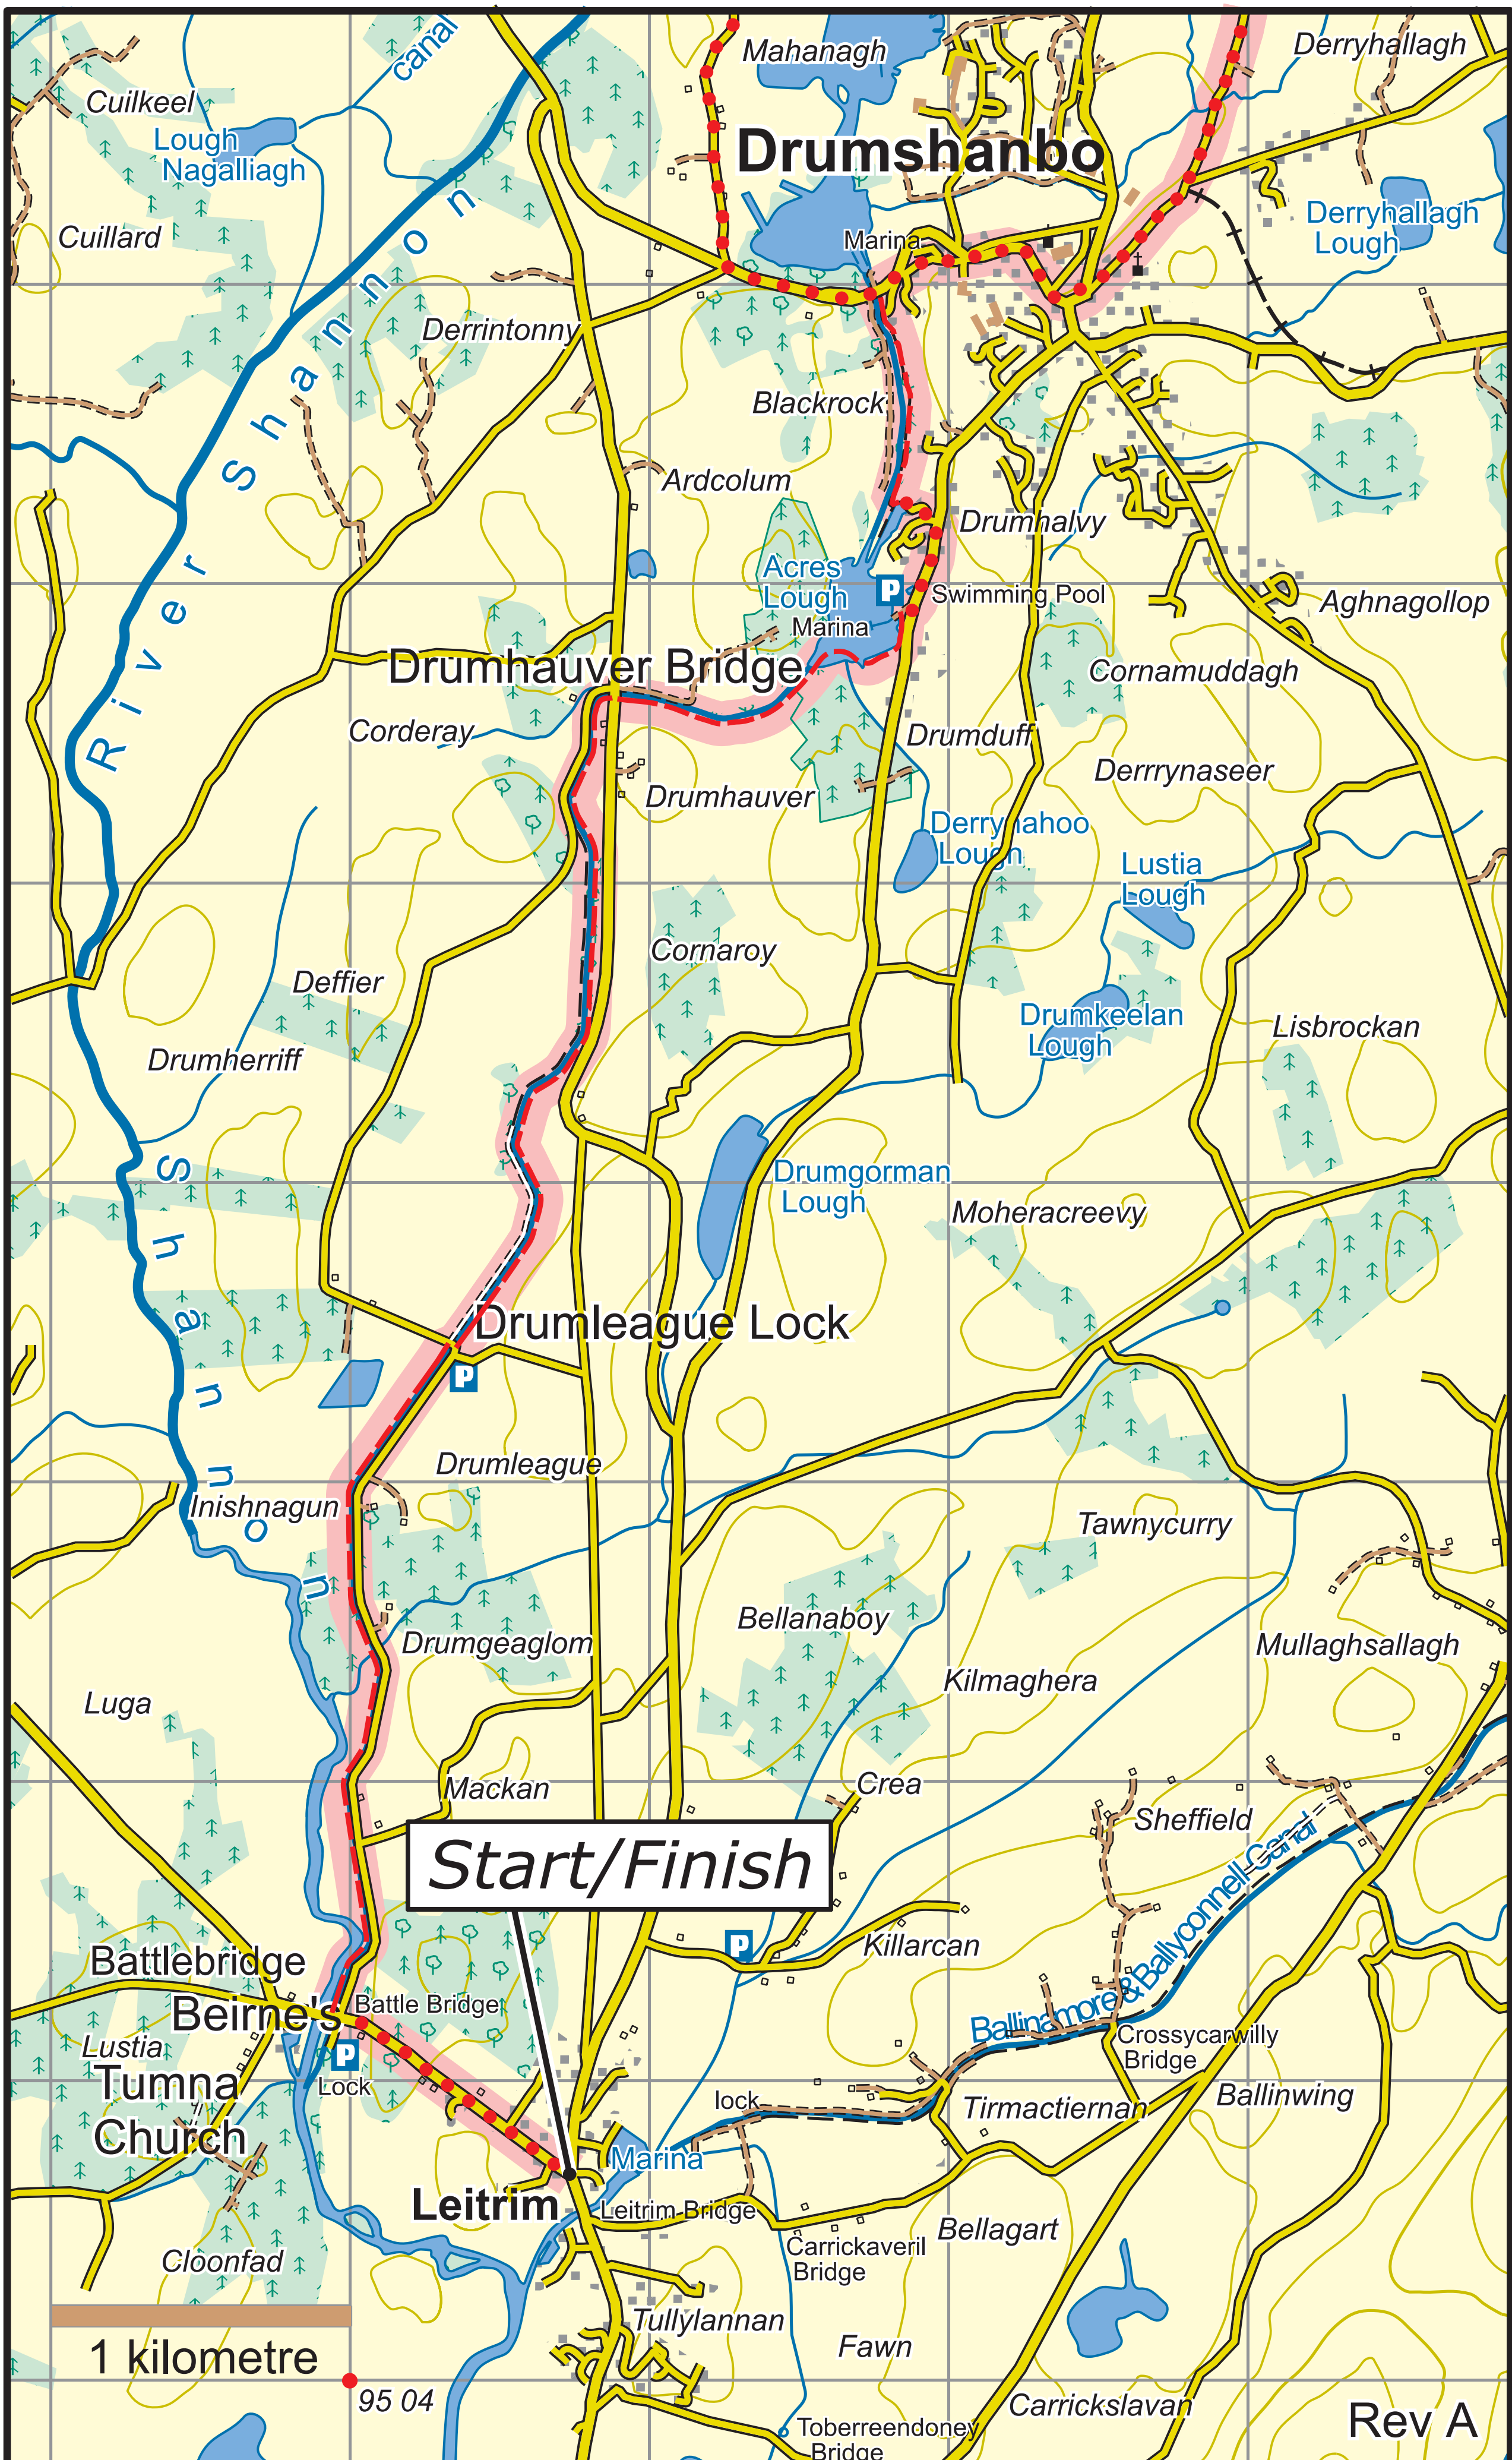 canal
Mahanagh
Derryhallagh
Cuilkeel
Lough
Nagalliagh
Drumshanbo
Derryhallagh
Lough
Cuillard
Marina
River Shannon
Derrintonny
Blackrock
Ardcolum
Drumhalvy
Acres
Lough
P
Swimming Pool
Marina
Aghnagollop
Drumhauver Bridge
Cornamuddagh
Corderay
Drumduff
Derrrynaseer
Drumhauver
Derrynahoo
Lough
Lustia
Lough
Cornaroy
Deffier
Drumkeelan
Lough
Lisbrockan
Drumherriff
Shannon
Drumgorman
Lough
Moheracreevy
Drumleague Lock
P
Drumleague
Inishnagun
Tawnycurry
Bellanaboy
Drumgeaglom
Mullaghsallagh
Kilmaghera
Luga
Mackan
Crea
Sheffield
Start/Finish
Ballinamore & Ballyconnell Canal
P
Killarcan
Battlebridge
Beirne's
Battle Bridge
Lustia
P
Lock
Crossycarwilly
Bridge
Tumna
Church
lock
Tirmactiernan
Ballinwing
Marina
Leitrim
Leitrim Bridge
Bellagart
Carrickaveril
Bridge
Cloonfad
Tullylannan
Fawn
1 kilometre
95 04
Carrickslavan
Rev A
Toberreendoney
Bridge